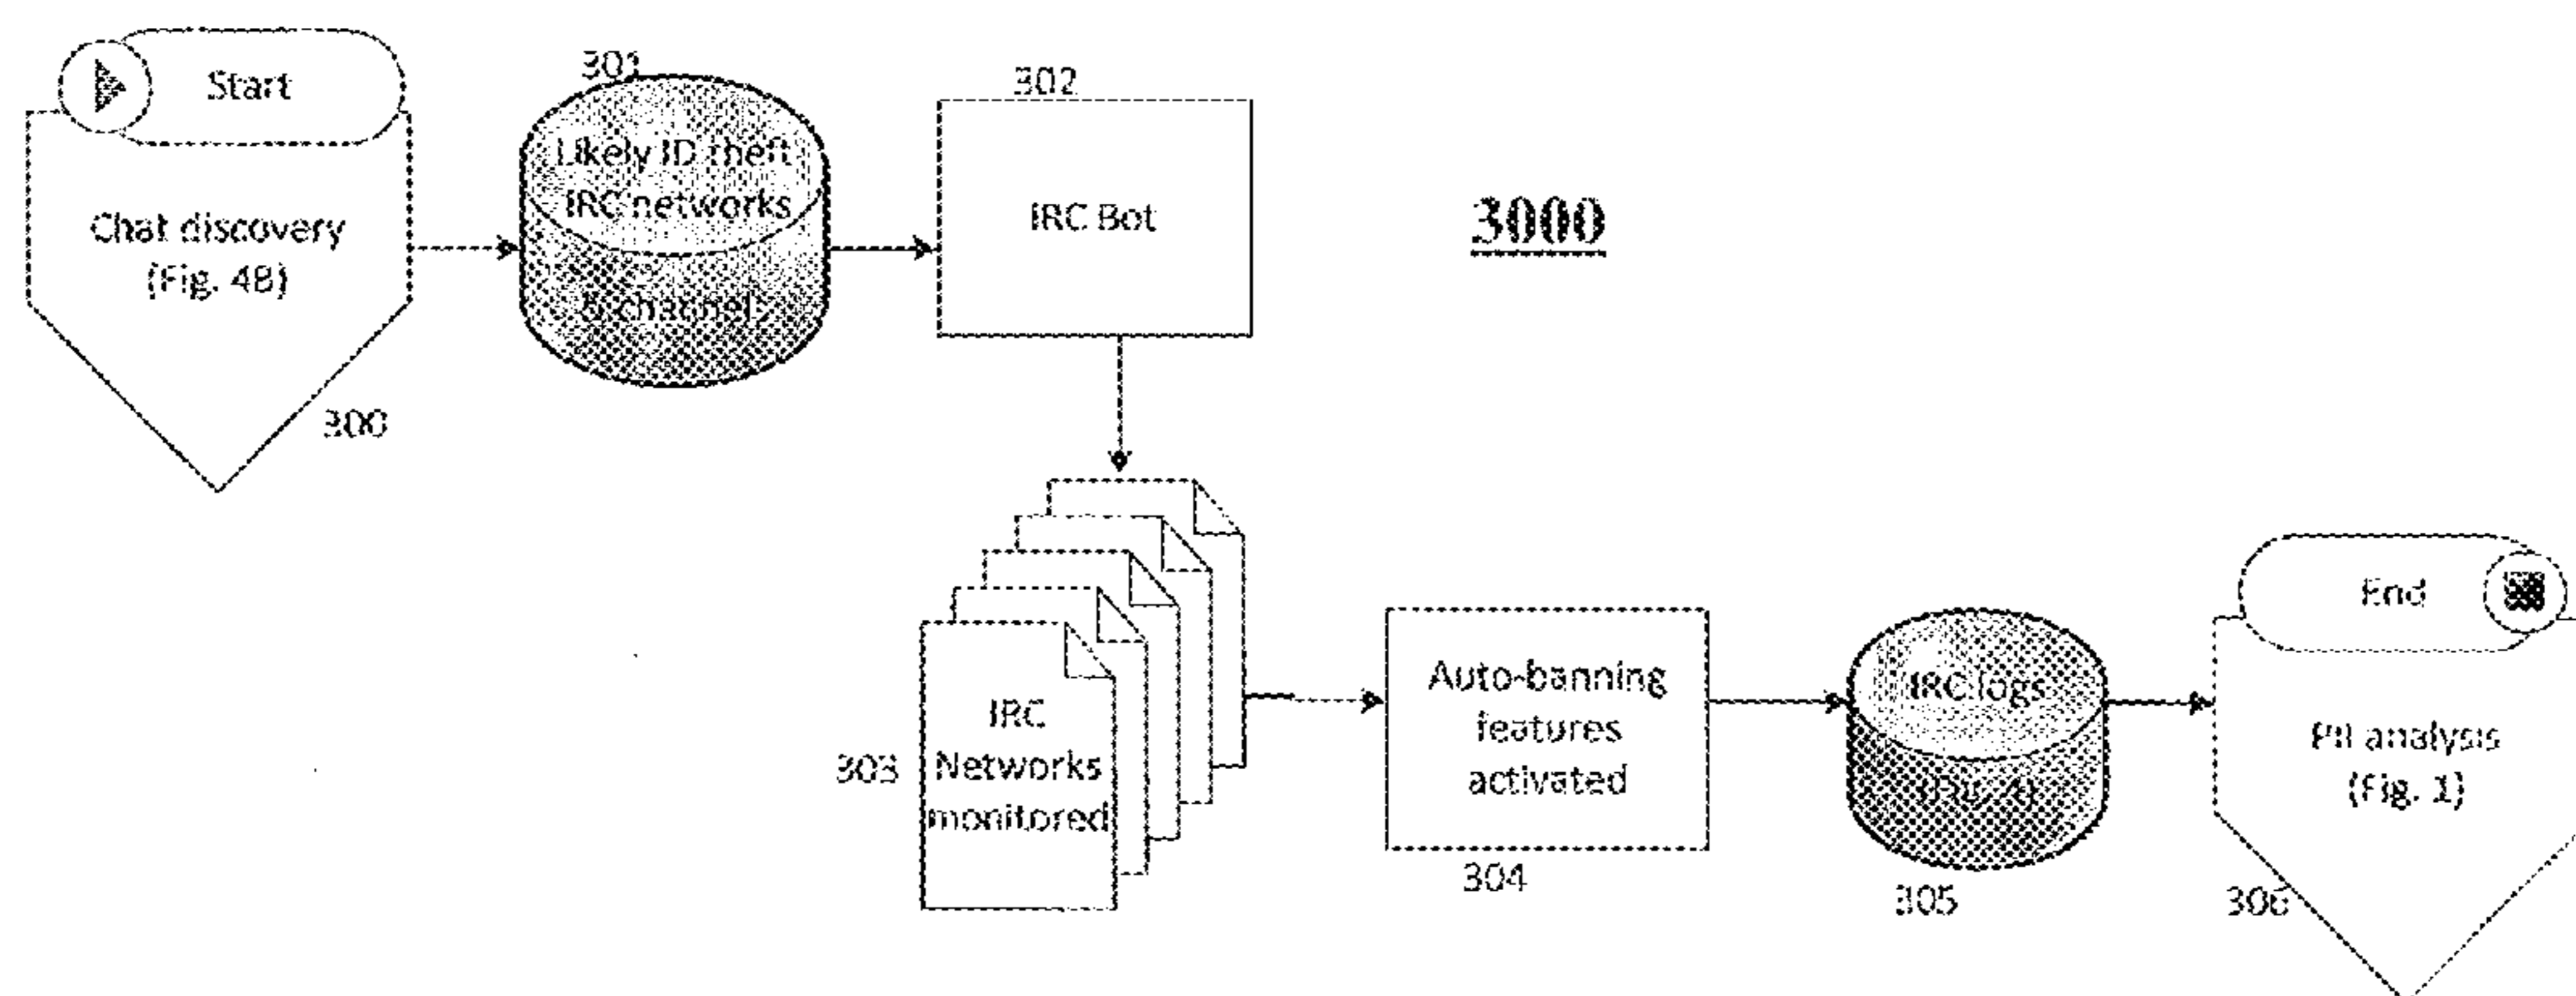 Start
Chat discovery
(Fig. 4B)
300
301
Likely ID theft
IRC networks
& channel
302
IRC Bot
3000
303
IRC
Networks
monitored
Auto-banning
features
activated
304
IRC logs
305
End
PII analysis
(Fig. 1)
306